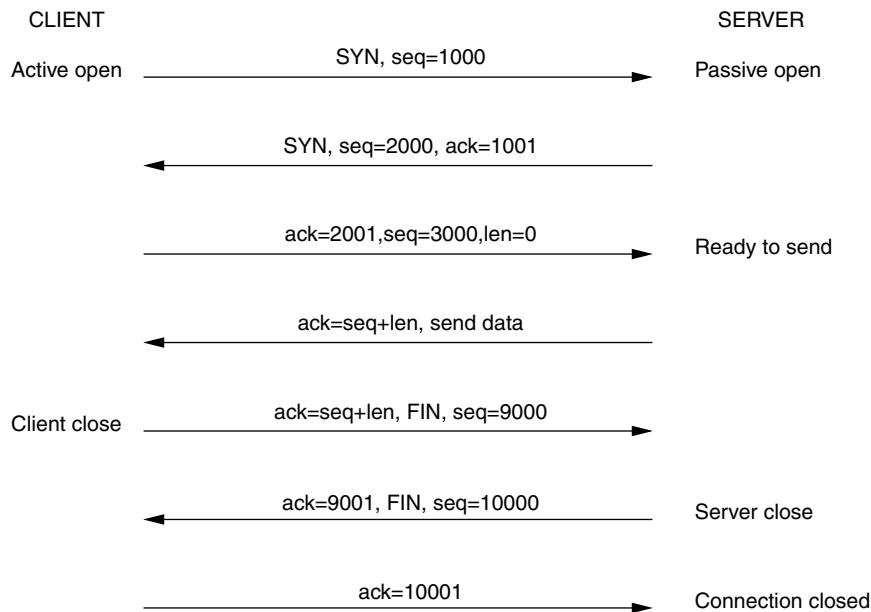 CLIENT
SERVER
Active open
SYN, seq=1000
Passive open
SYN, seq=2000, ack=1001
ack=2001,seq=3000,len=0
Ready to send
ack=seq+len, send data
Client close
ack=seq+len, FIN, seq=9000
ack=9001, FIN, seq=10000
Server close
ack=10001
Connection closed